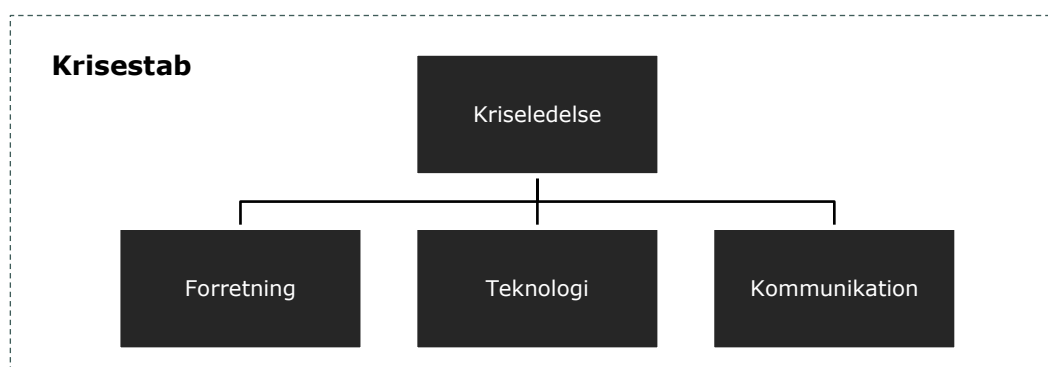 Krisestab
Kriseledelse
Forretning
Teknologi
Kommunikation